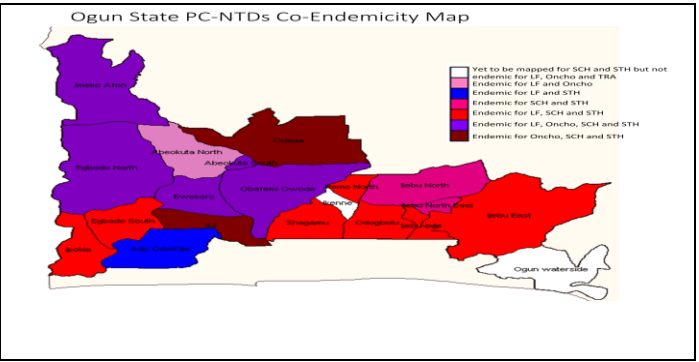 Ogun State PC-NTDs Co-Endemicity Map
Yet to be mapped for SCH and STH but not
endemic for LF, Oncho and TRA
Endemic for LF and Oncho
Endemic for LF and STH
Endemic for SCH and STH
Endemic for LF, SCH and STH
Endemic for LF, Oncho, SCH and STH
Endemic for Oncho, SCH and STH
Imeko Afon
Odeda
Abeokuta North
Abeokuta South
Egbado North
Ewekoro
Obafemi Owode
Remo North
Ijebu North
Ikenne
Ijebu North East
Ijebu East
Egbado South
Ifo
Shagamu
Odogbolu
Ijebu ode
Ipokia
Ado Odo/Ota
Ogun waterside